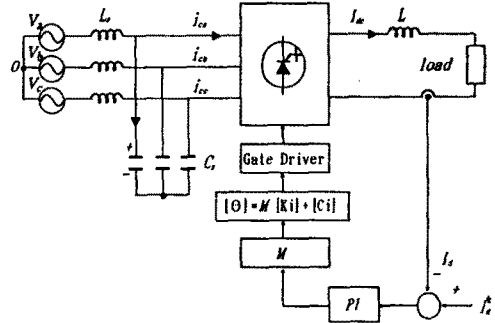 V_a L_s i_ca I_dc L
O V_b i_cb load
V_c i_cc
+
- C_s
Gate Driver
[Θ]=M [Ki]+[Ci]
M
I_d
- +
PI I_d^*